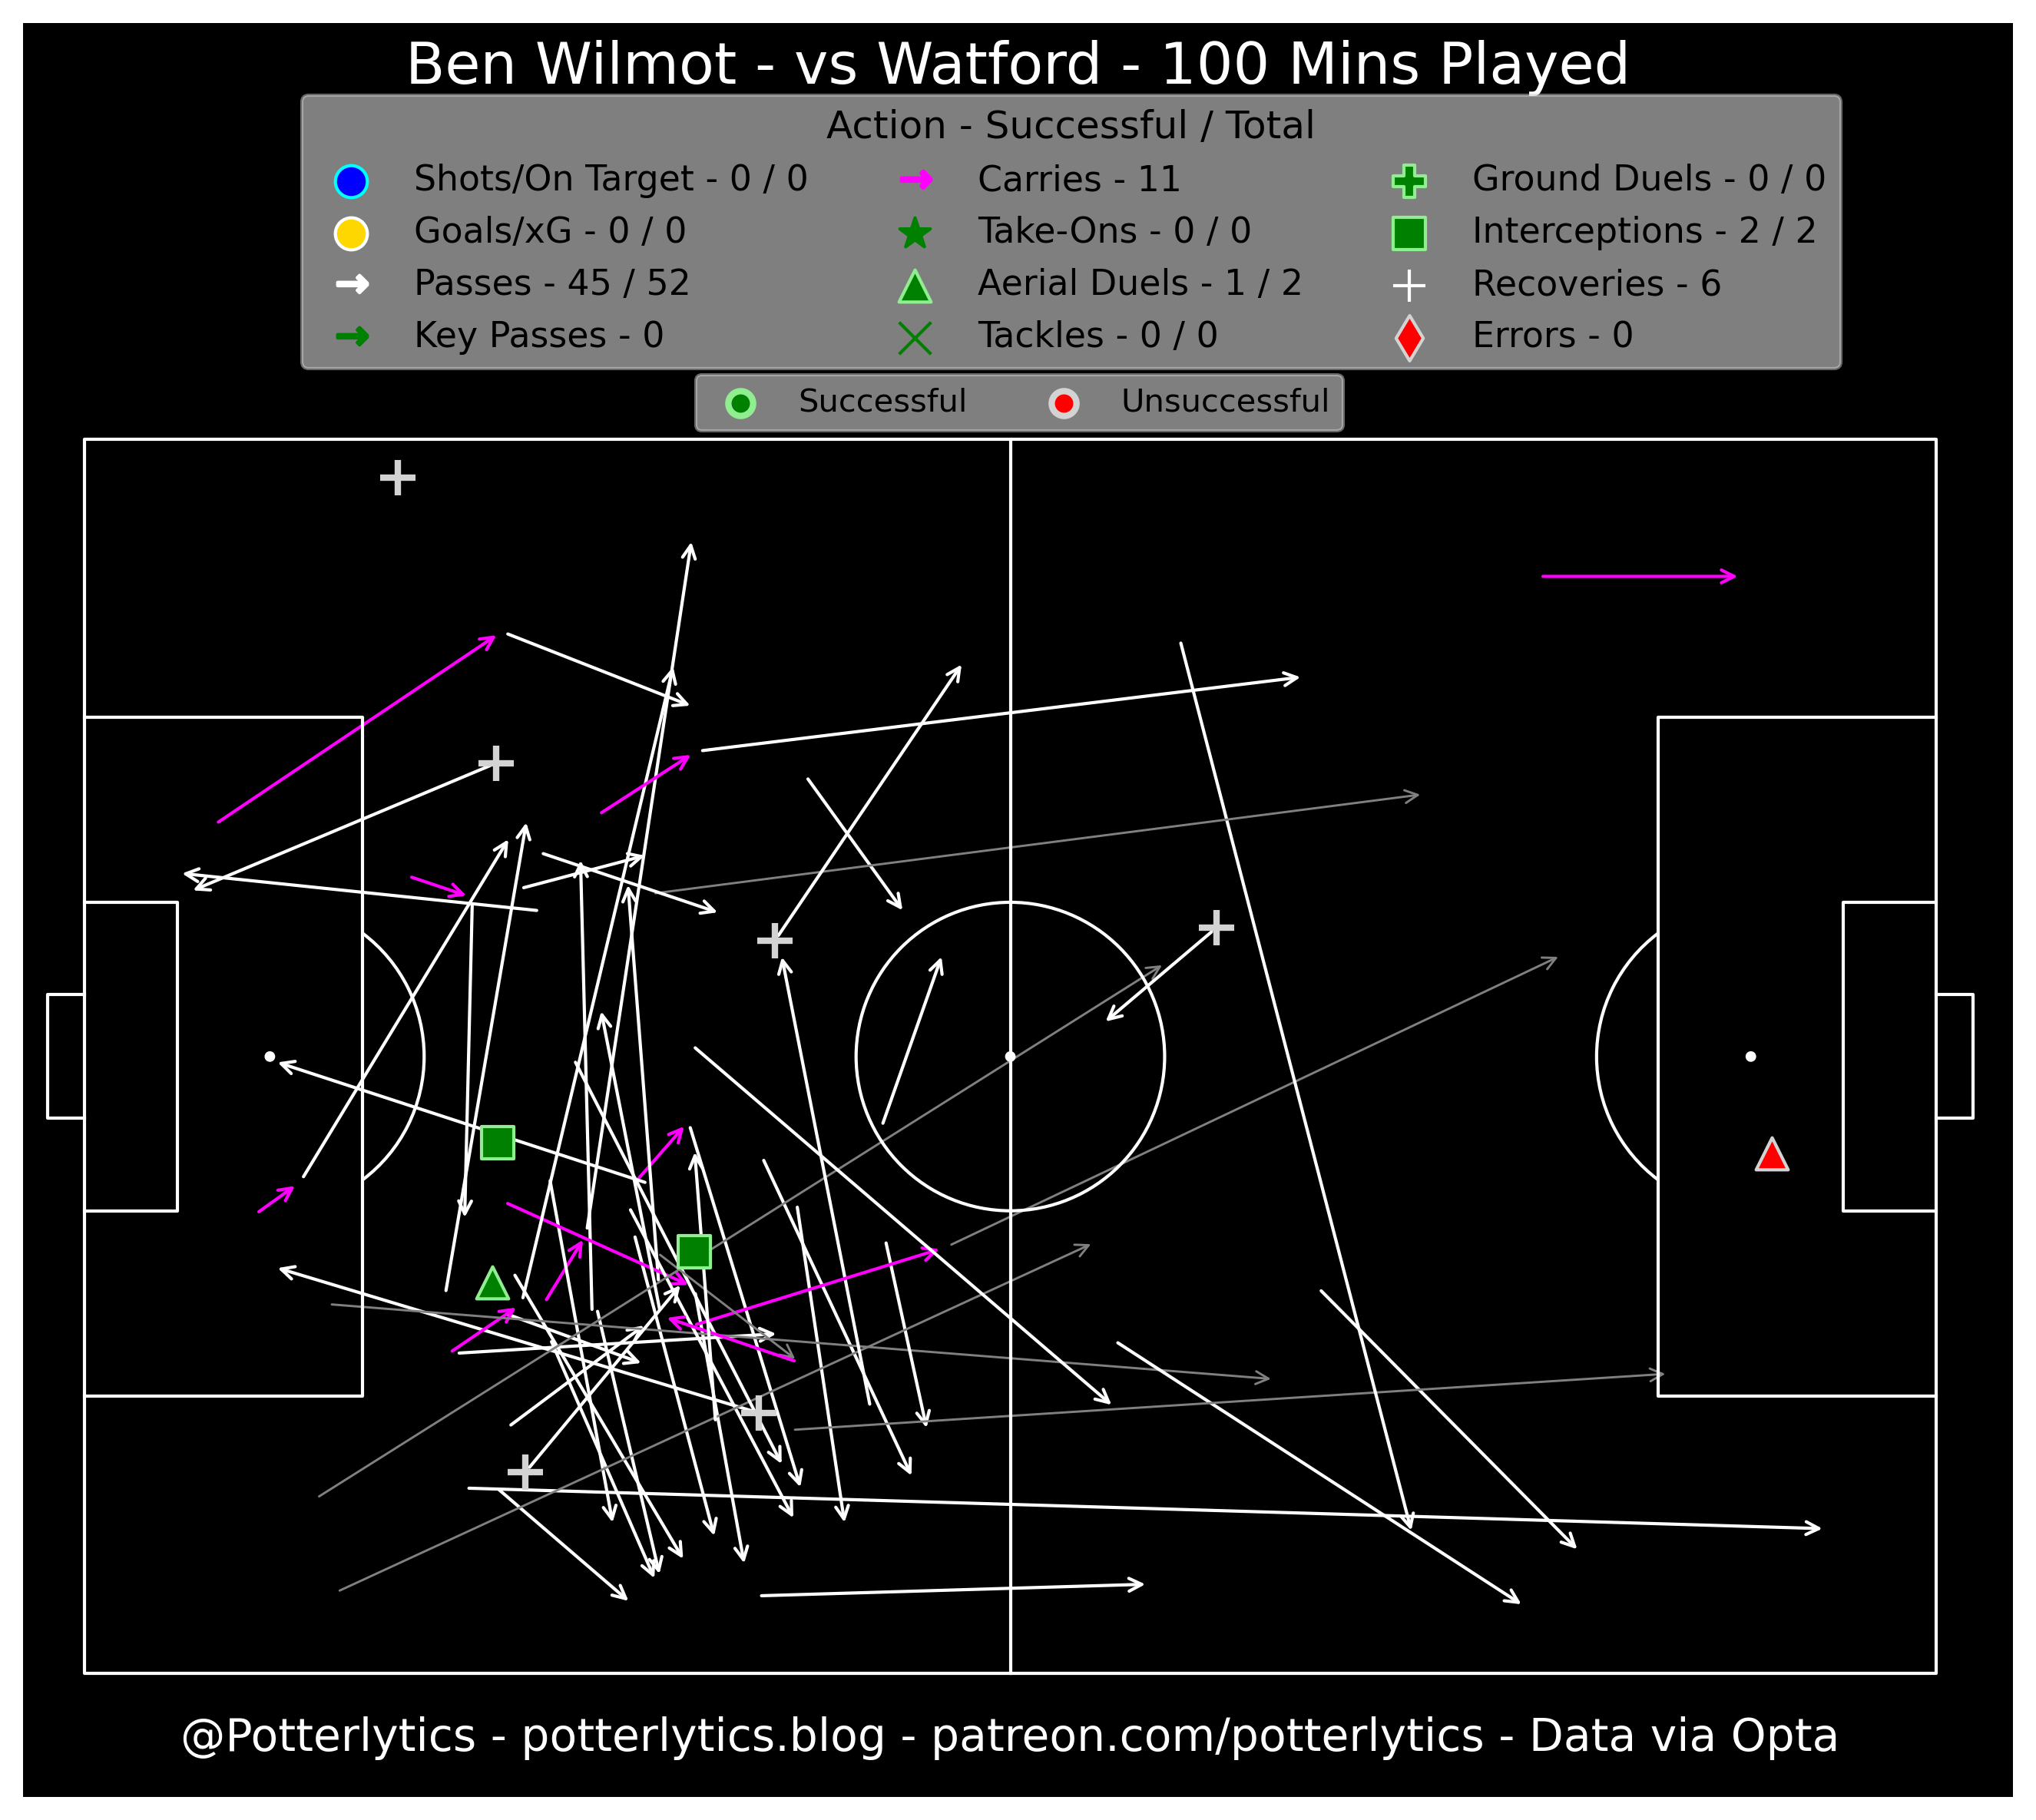 Ben Wilmot - vs Watford - 100 Mins Played
Action - Successful / Total
Shots/On Target - 0 / 0
Goals/xG - 0 / 0
Passes - 45 / 52
Key Passes - 0
Carries - 11
Take-Ons - 0 / 0
Aerial Duels - 1 / 2
Tackles - 0 / 0
Ground Duels - 0 / 0
Interceptions - 2 / 2
Recoveries - 6
Errors - 0
Successful
Unsuccessful
@Potterlytics - potterlytics.blog - patreon.com/potterlytics - Data via Opta